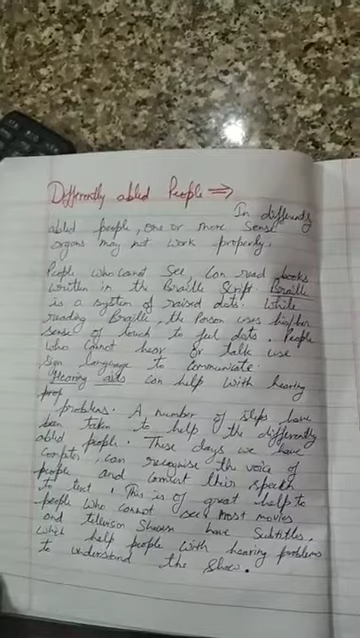 Differently abled People ⇒
In differently
abled people, one or more sense
organs may not work properly.
People who cannot see can read books
written in the Braille Script. Braille
is a system of raised dots. While
reading Braille, the Person uses his/her
sense of touch to feel dots. People
who cannot hear or talk use
sign language to communicate.
Hearing aids can help with hearing
prof
problems. A number of steps have
been taken to help the differently
abled people. These days we have
, can recognise the voice of
people and convert their speech
to text. This is of great help to
people who cannot see. Most movies
and television Shown have Subtitles.
which help people with hearing problems
to understand the Show.